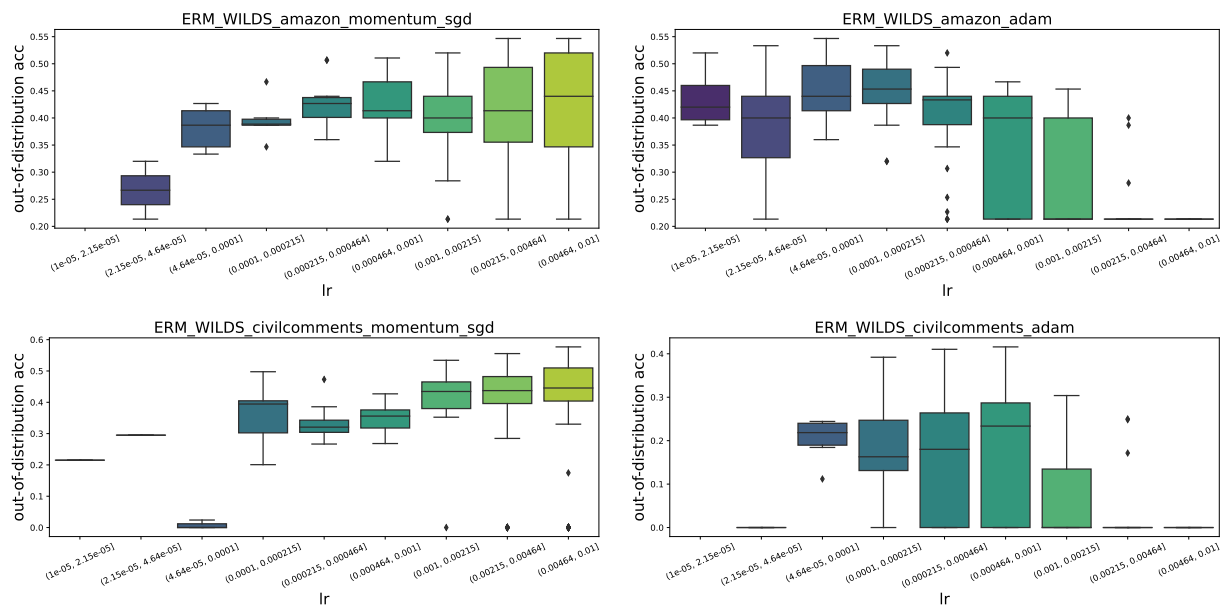 ERM_WILDS_amazon_momentum_sgd
out-of-distribution acc
0.55
0.50
0.45
0.40
0.35
0.30
0.25
0.20
(1e-05, 2.15e-05]
(2.15e-05, 4.64e-05]
(4.64e-05, 0.0001]
(0.0001, 0.000215]
(0.000215, 0.000464]
(0.000464, 0.001]
(0.001, 0.00215]
(0.00215, 0.00464]
(0.00464, 0.01]
lr
ERM_WILDS_amazon_adam
out-of-distribution acc
0.55
0.50
0.45
0.40
0.35
0.30
0.25
0.20
(1e-05, 2.15e-05]
(2.15e-05, 4.64e-05]
(4.64e-05, 0.0001]
(0.0001, 0.000215]
(0.000215, 0.000464]
(0.000464, 0.001]
(0.001, 0.00215]
(0.00215, 0.00464]
(0.00464, 0.01]
lr
ERM_WILDS_civilcomments_momentum_sgd
out-of-distribution acc
0.6
0.5
0.4
0.3
0.2
0.1
0.0
(1e-05, 2.15e-05]
(2.15e-05, 4.64e-05]
(4.64e-05, 0.0001]
(0.0001, 0.000215]
(0.000215, 0.000464]
(0.000464, 0.001]
(0.001, 0.00215]
(0.00215, 0.00464]
(0.00464, 0.01]
lr
ERM_WILDS_civilcomments_adam
out-of-distribution acc
0.4
0.3
0.2
0.1
0.0
(1e-05, 2.15e-05]
(2.15e-05, 4.64e-05]
(4.64e-05, 0.0001]
(0.0001, 0.000215]
(0.000215, 0.000464]
(0.000464, 0.001]
(0.001, 0.00215]
(0.00215, 0.00464]
(0.00464, 0.01]
lr